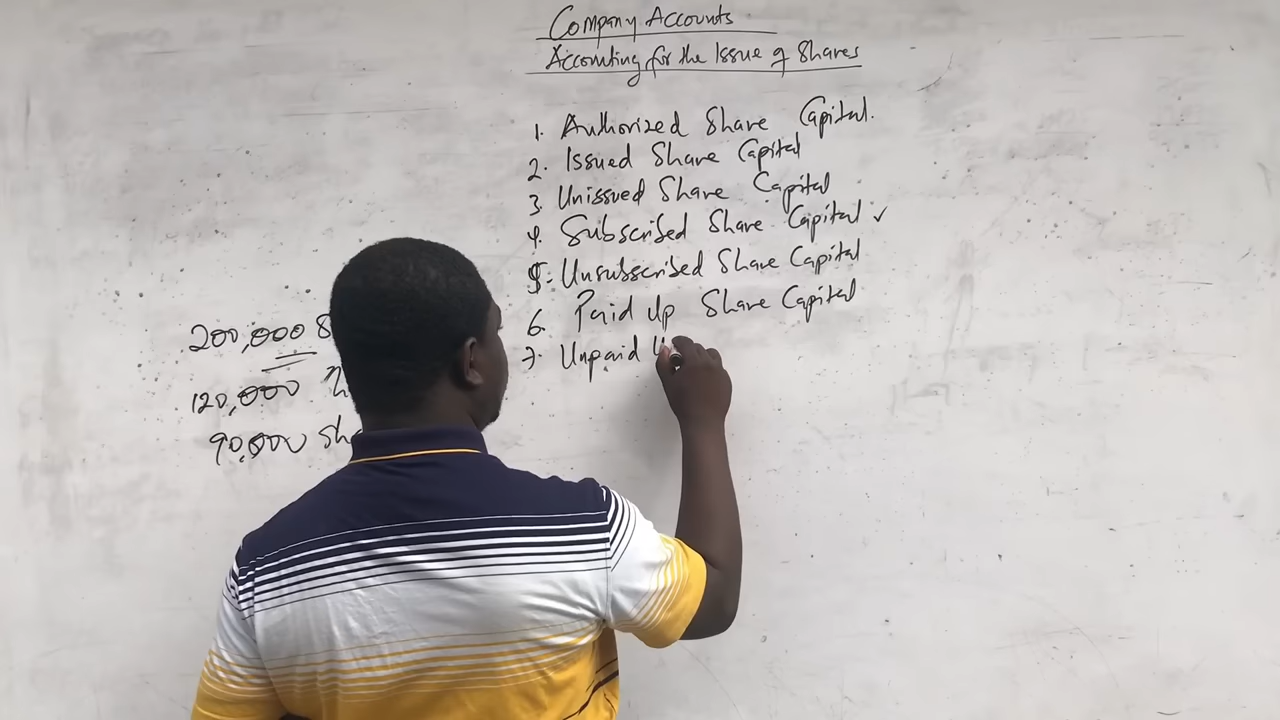 Company Accounts
Accounting for the Issue of Shares
1. Authorized Share Capital.
2. Issued Share Capital
3 Unissued Share Capital
4. Subscribed Share Capital ✓
5. Unsubscribed Share Capital
6. Paid Up Share Capital
7. Unpaid
200,000
120,000
90,000 Sha